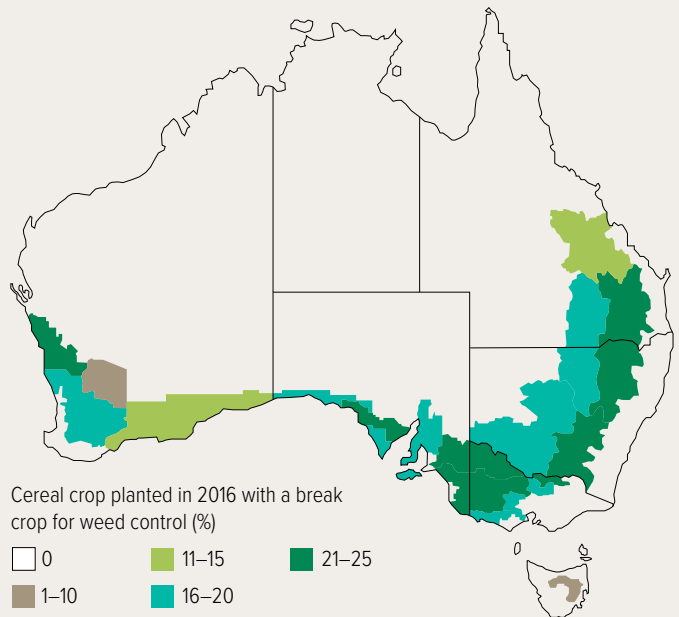 Cereal crop planted in 2016 with a break
crop for weed control (%)
0 11–15 21–25
1–10 16–20